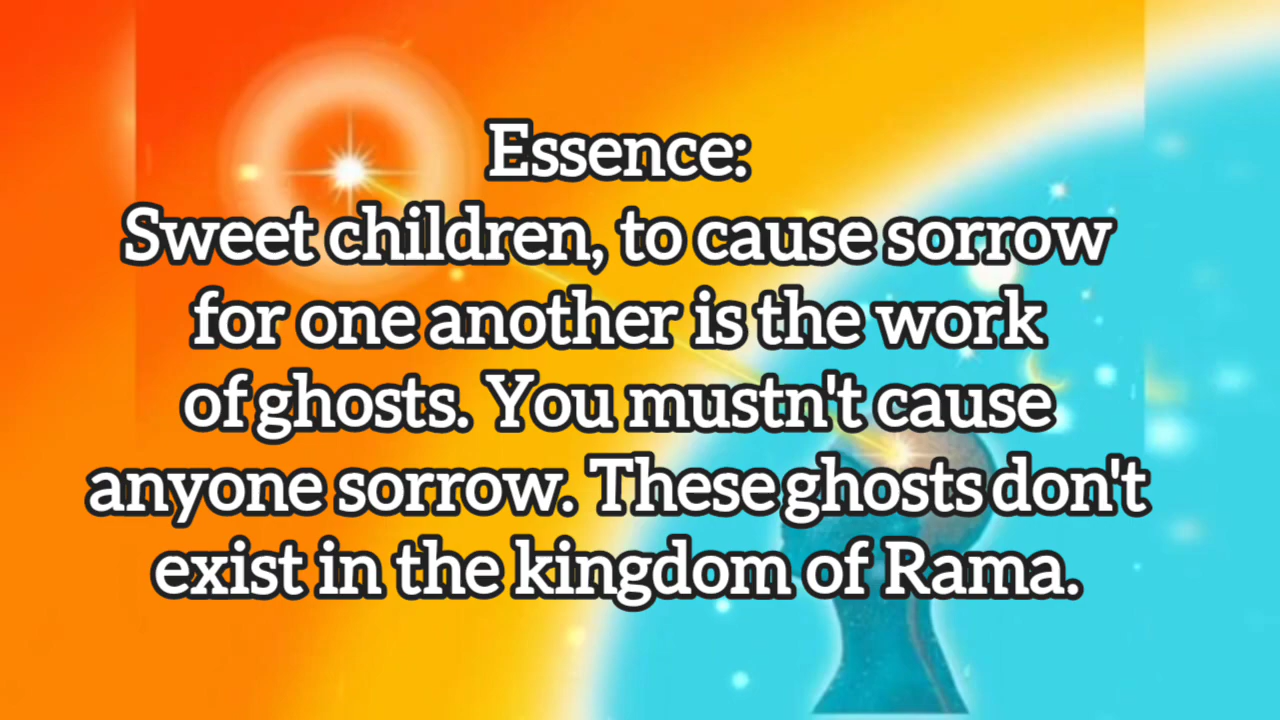 Essence:
Sweet children, to cause sorrow
for one another is the work
of ghosts. You mustn't cause
anyone sorrow. These ghosts don't
exist in the kingdom of Rama.